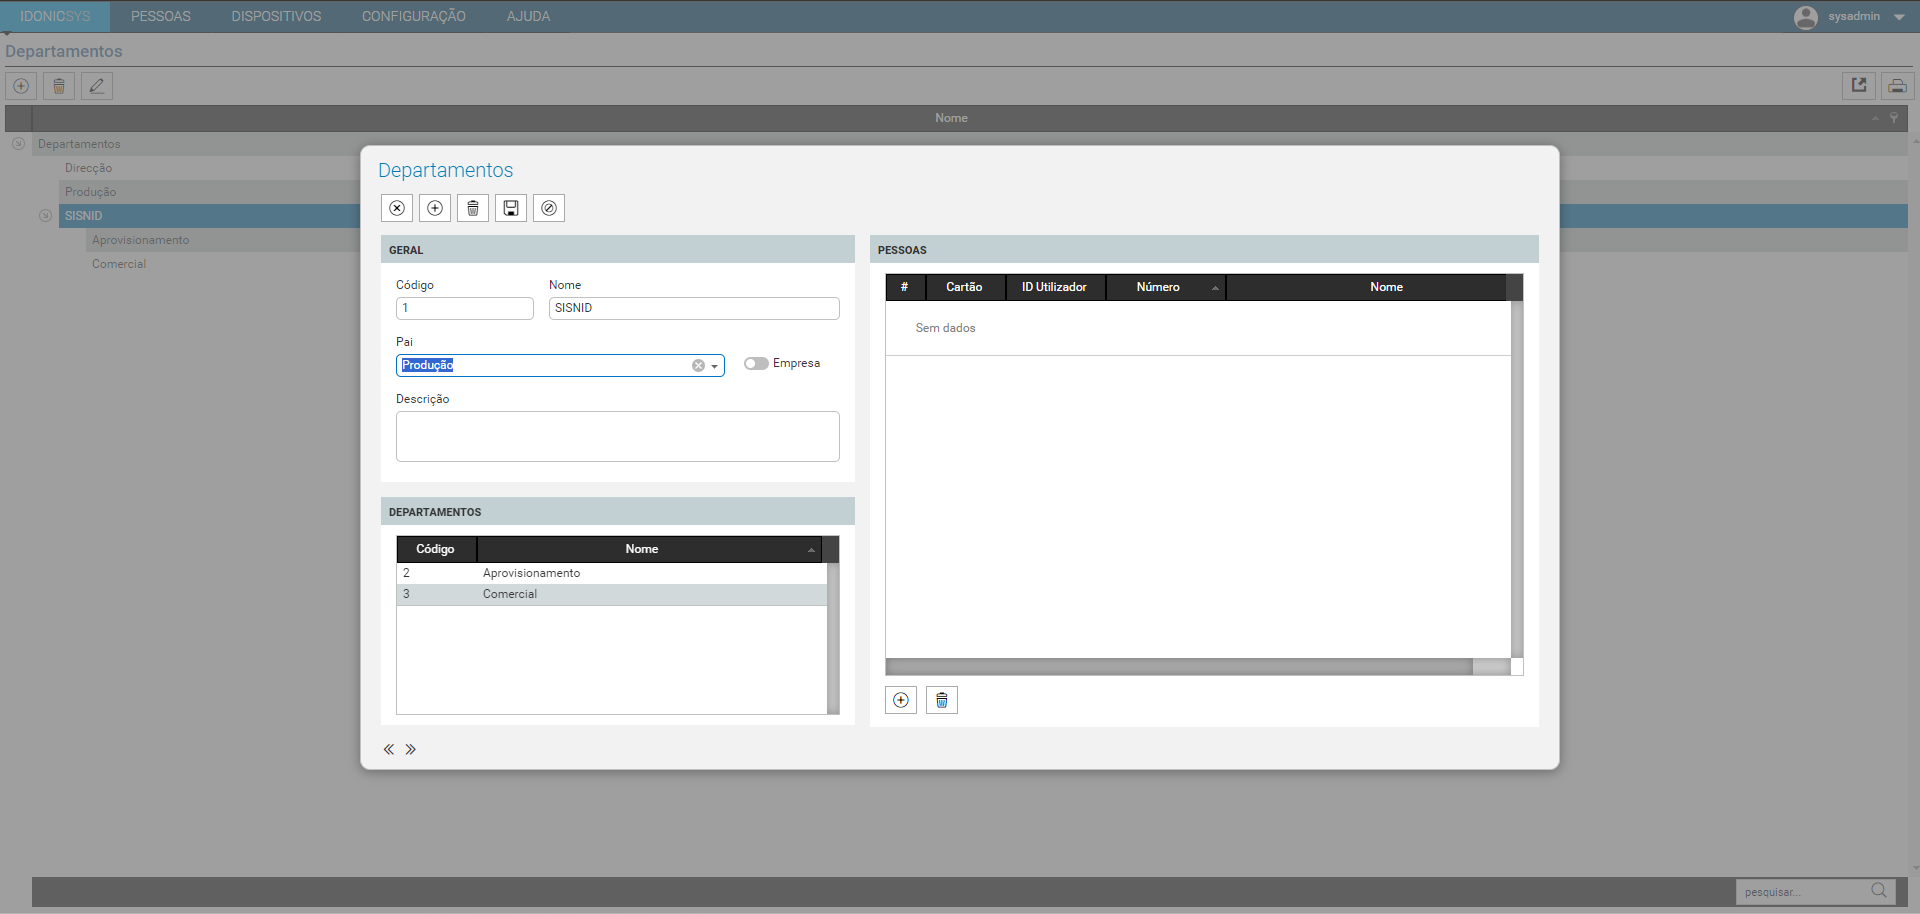 IDONICSYS PESSOAS DISPOSITIVOS CONFIGURAÇÃO AJUDA sysadmin
Departamentos
Nome
Departamentos
Direcção
Produção
SISNID
Aprovisionamento
Comercial
Departamentos
GERAL
Código Nome
1 SISNID
Pai
Produção Empresa
Descrição
DEPARTAMENTOS
Código Nome
2 Aprovisionamento
3 Comercial
PESSOAS
# Cartão ID Utilizador Número Nome
Sem dados
pesquisar...